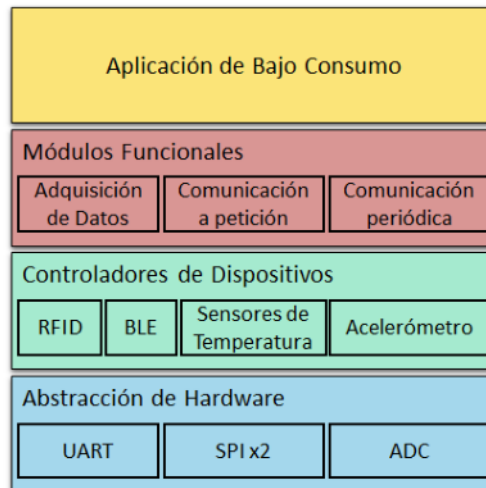 Aplicación de Bajo Consumo
Módulos Funcionales
Adquisición
de Datos
Comunicación
a petición
Comunicación
periódica
Controladores de Dispositivos
RFID
BLE
Sensores de
Temperatura
Acelerómetro
Abstracción de Hardware
UART
SPI x2
ADC